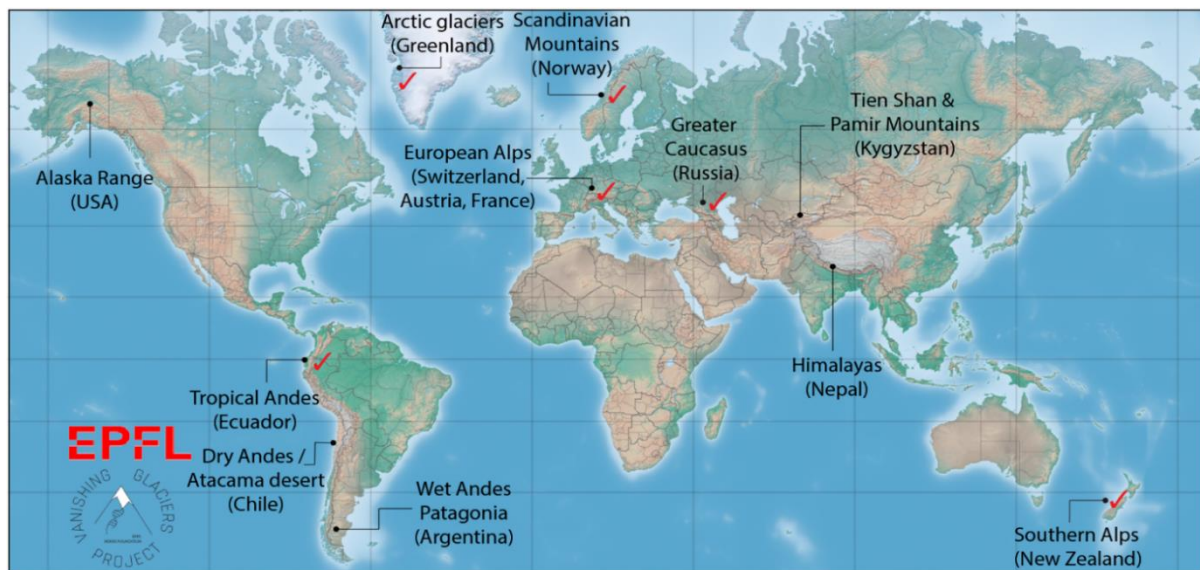 Arctic glaciers
(Greenland)
Scandinavian
Mountains
(Norway)
Tien Shan &
Pamir Mountains
(Kygyzstan)
Greater
Caucasus
(Russia)
European Alps
(Switzerland,
Austria, France)
Alaska Range
(USA)
Himalayas
(Nepal)
Tropical Andes
(Ecuador)
Dry Andes /
Atacama desert
(Chile)
Wet Andes
Patagonia
(Argentina)
Southern Alps
(New Zealand)
EPFL
VANISHING GLACIERS
PROJECT